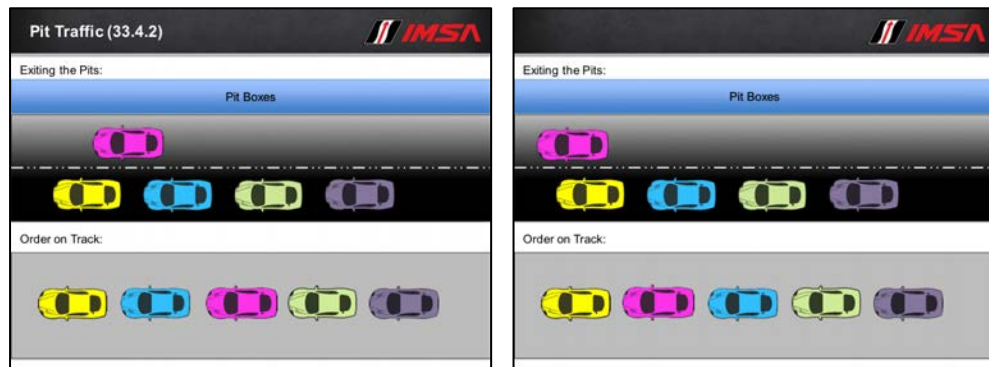 Pit Traffic (33.4.2)
IMSA
Exiting the Pits:
Pit Boxes
Order on Track:
IMSA
Exiting the Pits:
Pit Boxes
Order on Track: